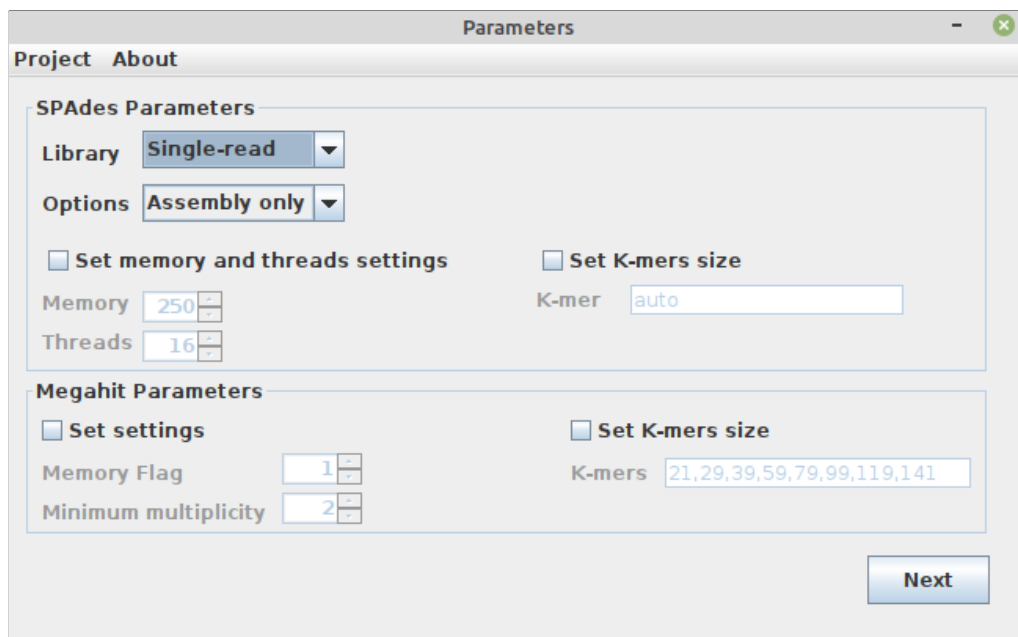 Parameters
Project About
SPAdes Parameters
Library Single-read
Options Assembly only
Set memory and threads settings Set K-mers size
Memory 250 K-mer auto
Threads 16
Megahit Parameters
Set settings Set K-mers size
Memory Flag 1 K-mers 21,29,39,59,79,99,119,141
Minimum multiplicity 2
Next